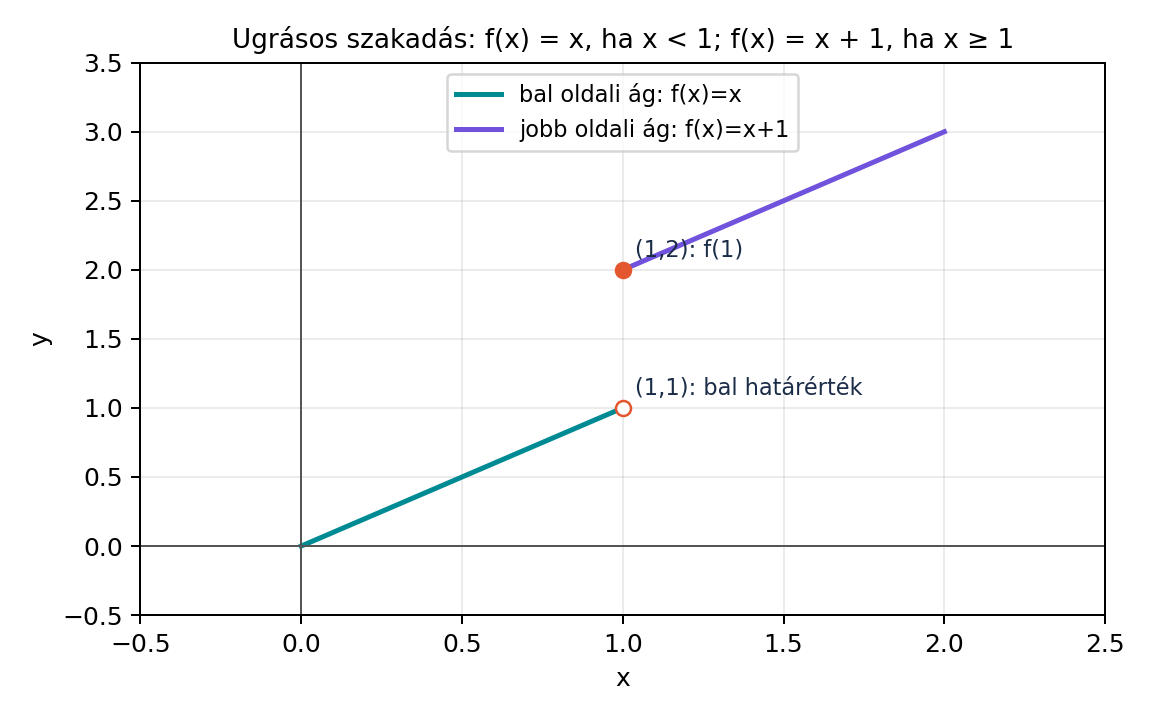 Ugrásos szakadás: f(x) = x, ha x < 1; f(x) = x + 1, ha x ≥ 1
bal oldali ág: f(x)=x
jobb oldali ág: f(x)=x+1
3.5
3.0
2.5
2.0
1.5
1.0
0.5
0.0
−0.5
y
(1,2): f(1)
(1,1): bal határérték
−0.5
0.0
0.5
1.0
1.5
2.0
2.5
x